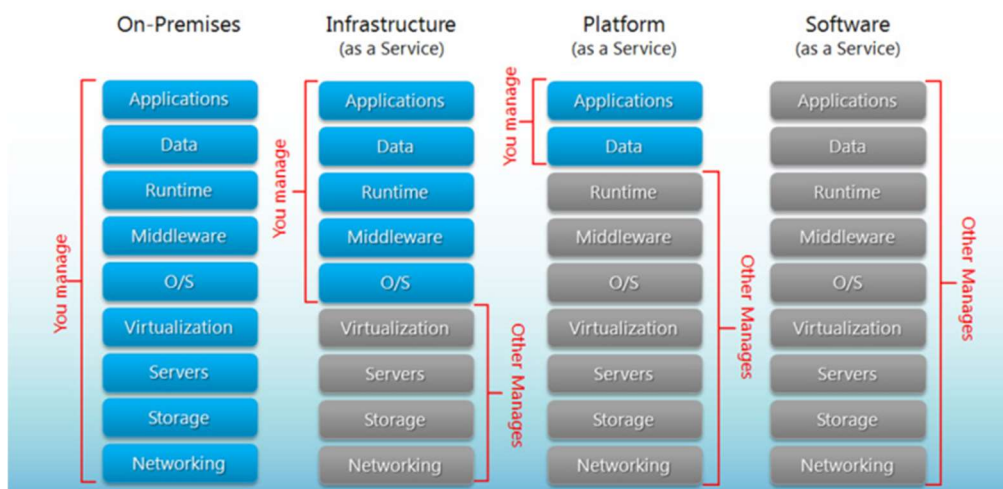 On-Premises
You manage
Applications
Data
Runtime
Middleware
O/S
Virtualization
Servers
Storage
Networking
Infrastructure
(as a Service)
You manage
Applications
Data
Runtime
Middleware
O/S
Virtualization
Servers
Storage
Networking
Other Manages
Platform
(as a Service)
You manage
Applications
Data
Runtime
Middleware
O/S
Virtualization
Servers
Storage
Networking
Other Manages
Software
(as a Service)
Applications
Data
Runtime
Middleware
O/S
Virtualization
Servers
Storage
Networking
Other Manages